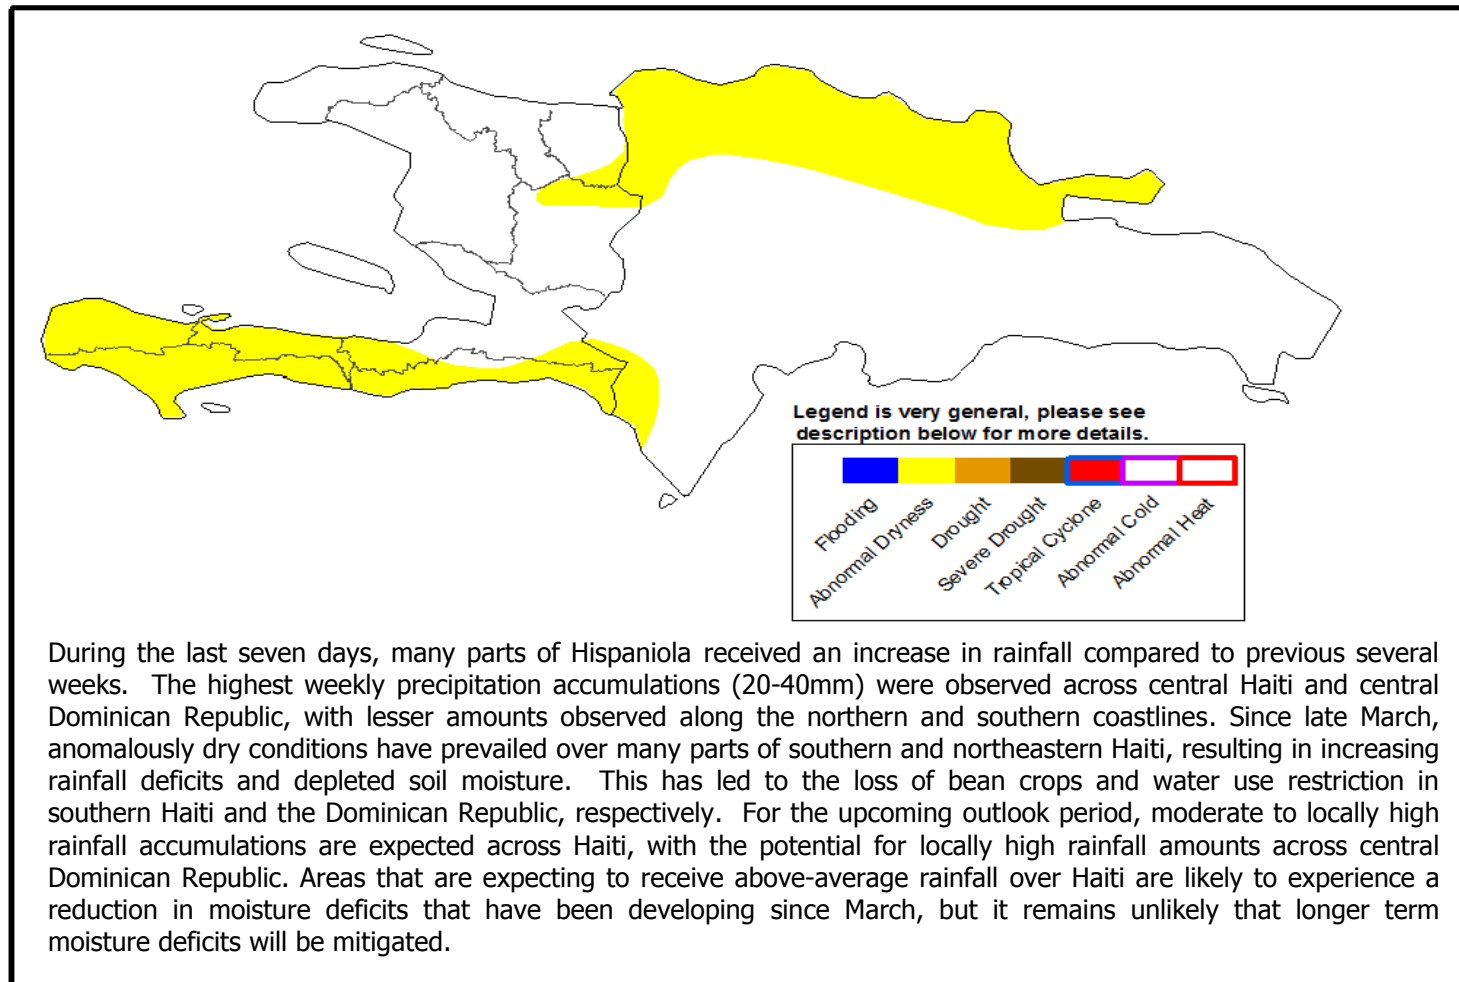 Legend is very general, please see
description below for more details.
Flooding
Abnormal Dryness
Drought
Severe Drought
Tropical Cyclone
Abnormal Cold
Abnormal Heat
During the last seven days, many parts of Hispaniola received an increase in rainfall compared to previous several
weeks. The highest weekly precipitation accumulations (20-40mm) were observed across central Haiti and central
Dominican Republic, with lesser amounts observed along the northern and southern coastlines. Since late March,
anomalously dry conditions have prevailed over many parts of southern and northeastern Haiti, resulting in increasing
rainfall deficits and depleted soil moisture. This has led to the loss of bean crops and water use restriction in
southern Haiti and the Dominican Republic, respectively. For the upcoming outlook period, moderate to locally high
rainfall accumulations are expected across Haiti, with the potential for locally high rainfall amounts across central
Dominican Republic. Areas that are expecting to receive above-average rainfall over Haiti are likely to experience a
reduction in moisture deficits that have been developing since March, but it remains unlikely that longer term
moisture deficits will be mitigated.